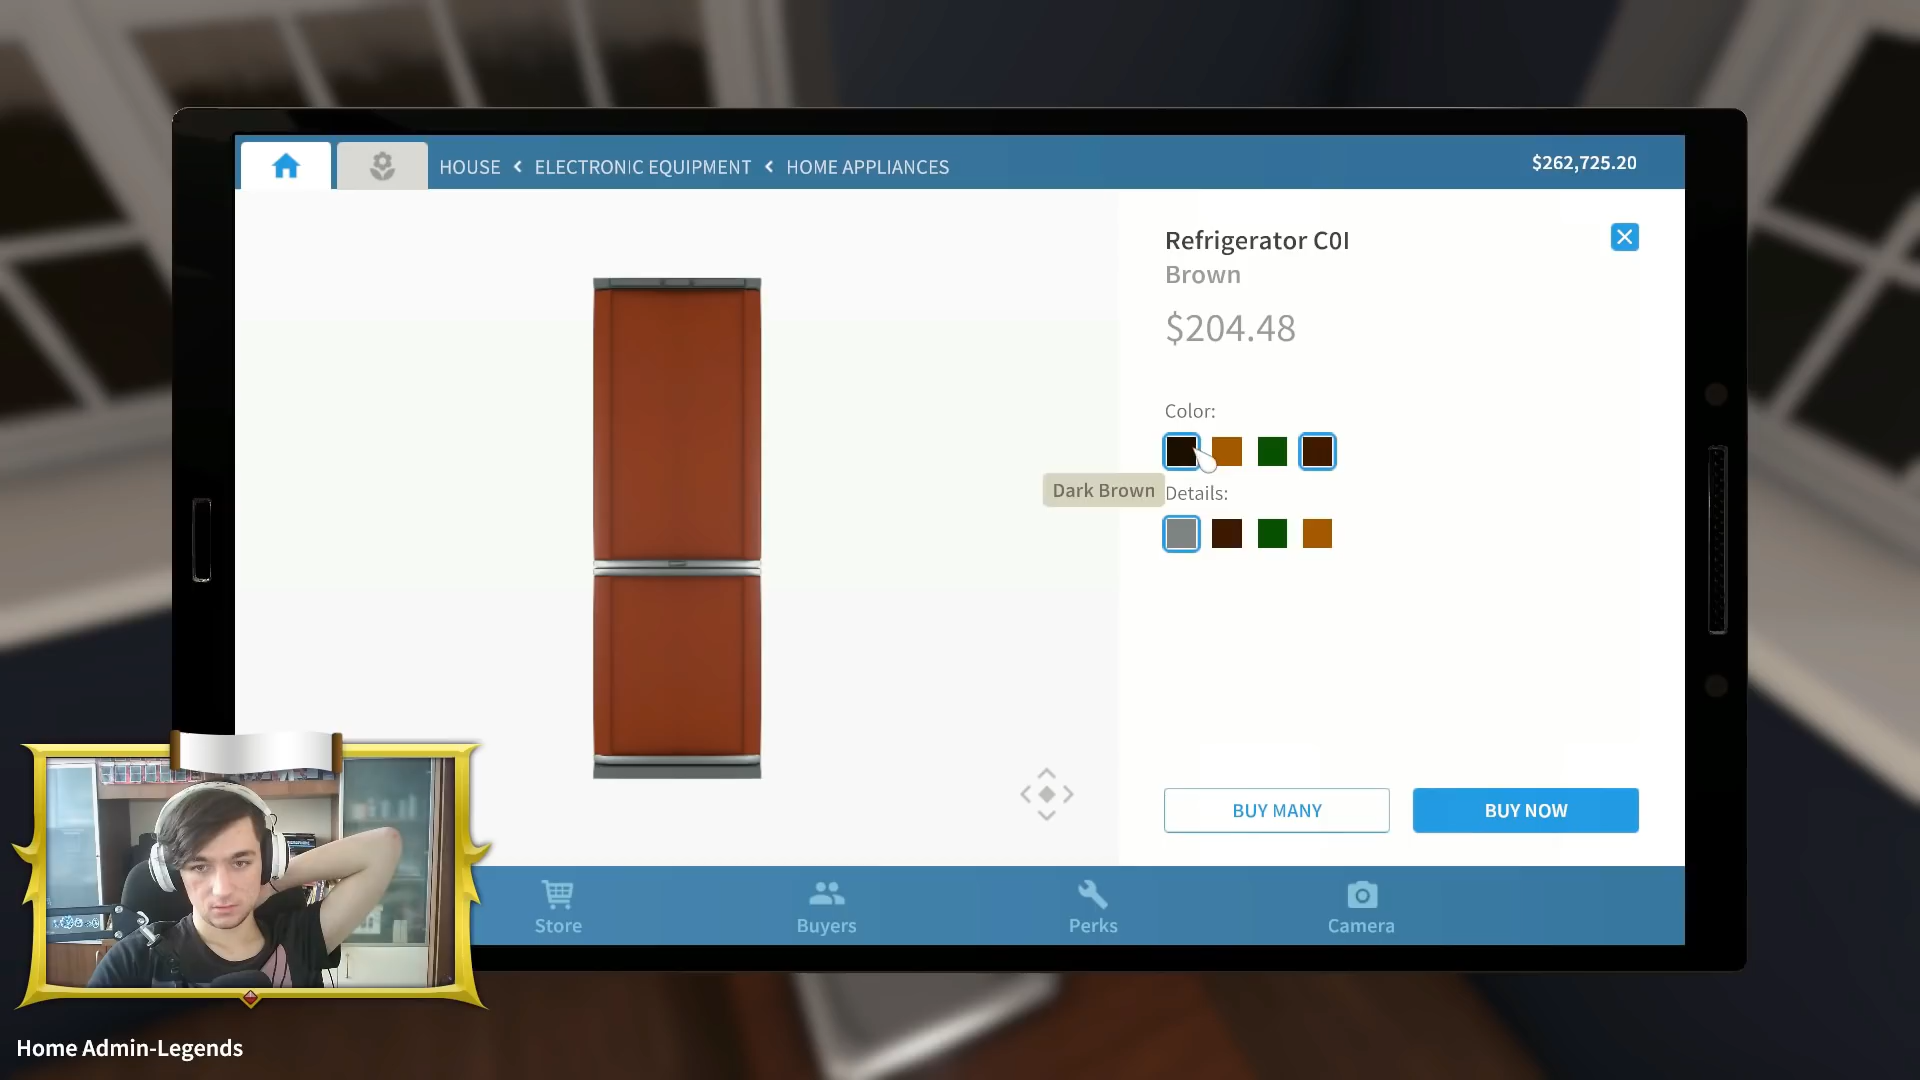 HOUSE < ELECTRONIC EQUIPMENT < HOME APPLIANCES
$262,725.20
Refrigerator C0I
Brown
$204.48
Color:
Dark Brown
Details:
BUY MANY
BUY NOW
Store
Buyers
Perks
Camera
Home Admin-Legends